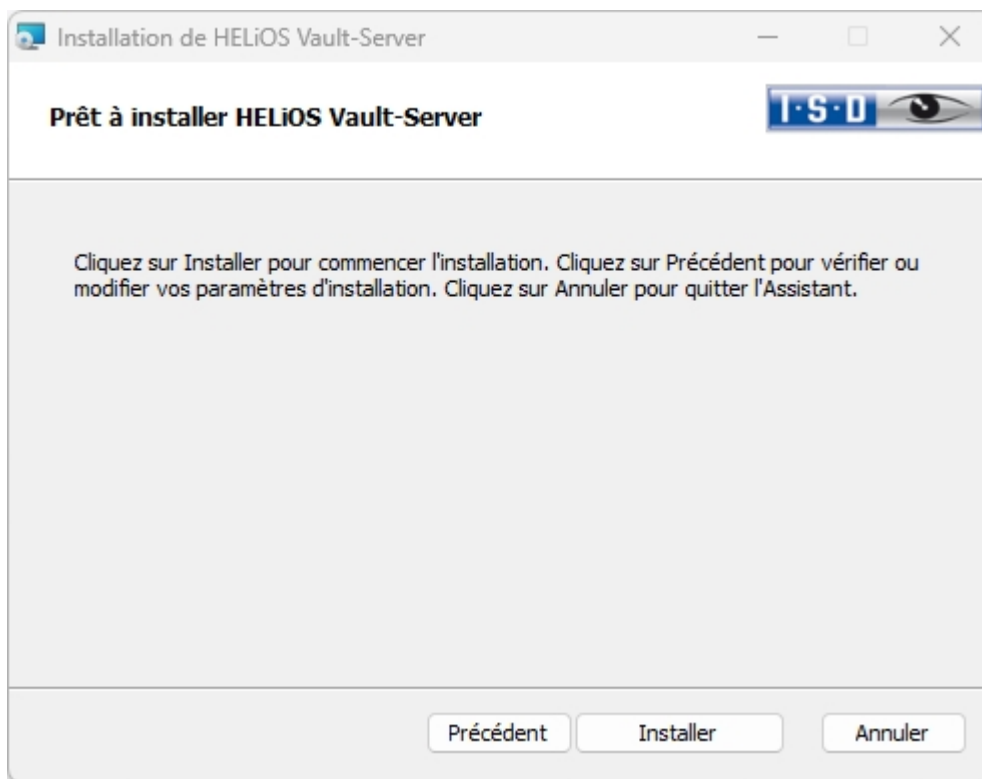 Installation de HELiOS Vault-Server
Prêt à installer HELiOS Vault-Server
I·S·D
Cliquez sur Installer pour commencer l'installation. Cliquez sur Précédent pour vérifier ou
modifier vos paramètres d'installation. Cliquez sur Annuler pour quitter l'Assistant.
Précédent
Installer
Annuler